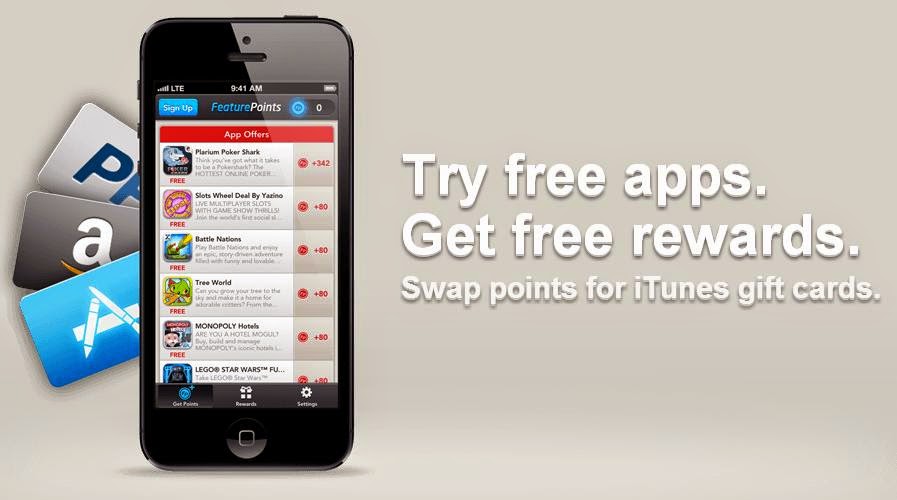 LTE 9:41 AM
Sign Up FeaturePoints 0
App Offers
Plarium Poker Shark
Think you've got what it takes
to be a Pokershark? The
HOTTEST ONLINE POKER...
FREE
+342
Slots Wheel Deal By Yazino
LIVE MULTIPLAYER SLOTS
WITH GAME SHOW THRILLS!
Join the world's first social sl...
FREE
+80
Battle Nations
Play Battle Nations and enjoy
an epic, story-driven adventure
filled with funny and lovable...
FREE
+80
Tree World
Can you grow your tree to the
sky and make it a home for
adorable critters? From the...
FREE
+80
MONOPOLY Hotels
ARE YOU A HOTEL MOGUL?
Buy, build and manage
MONOPOLY's iconic hotels i...
FREE
+80
LEGO® STAR WARS™ FU...
Take LEGO® Star Wars™
+80
Get Points Rewards Settings
a
Try free apps.
Get free rewards.
Swap points for iTunes gift cards.